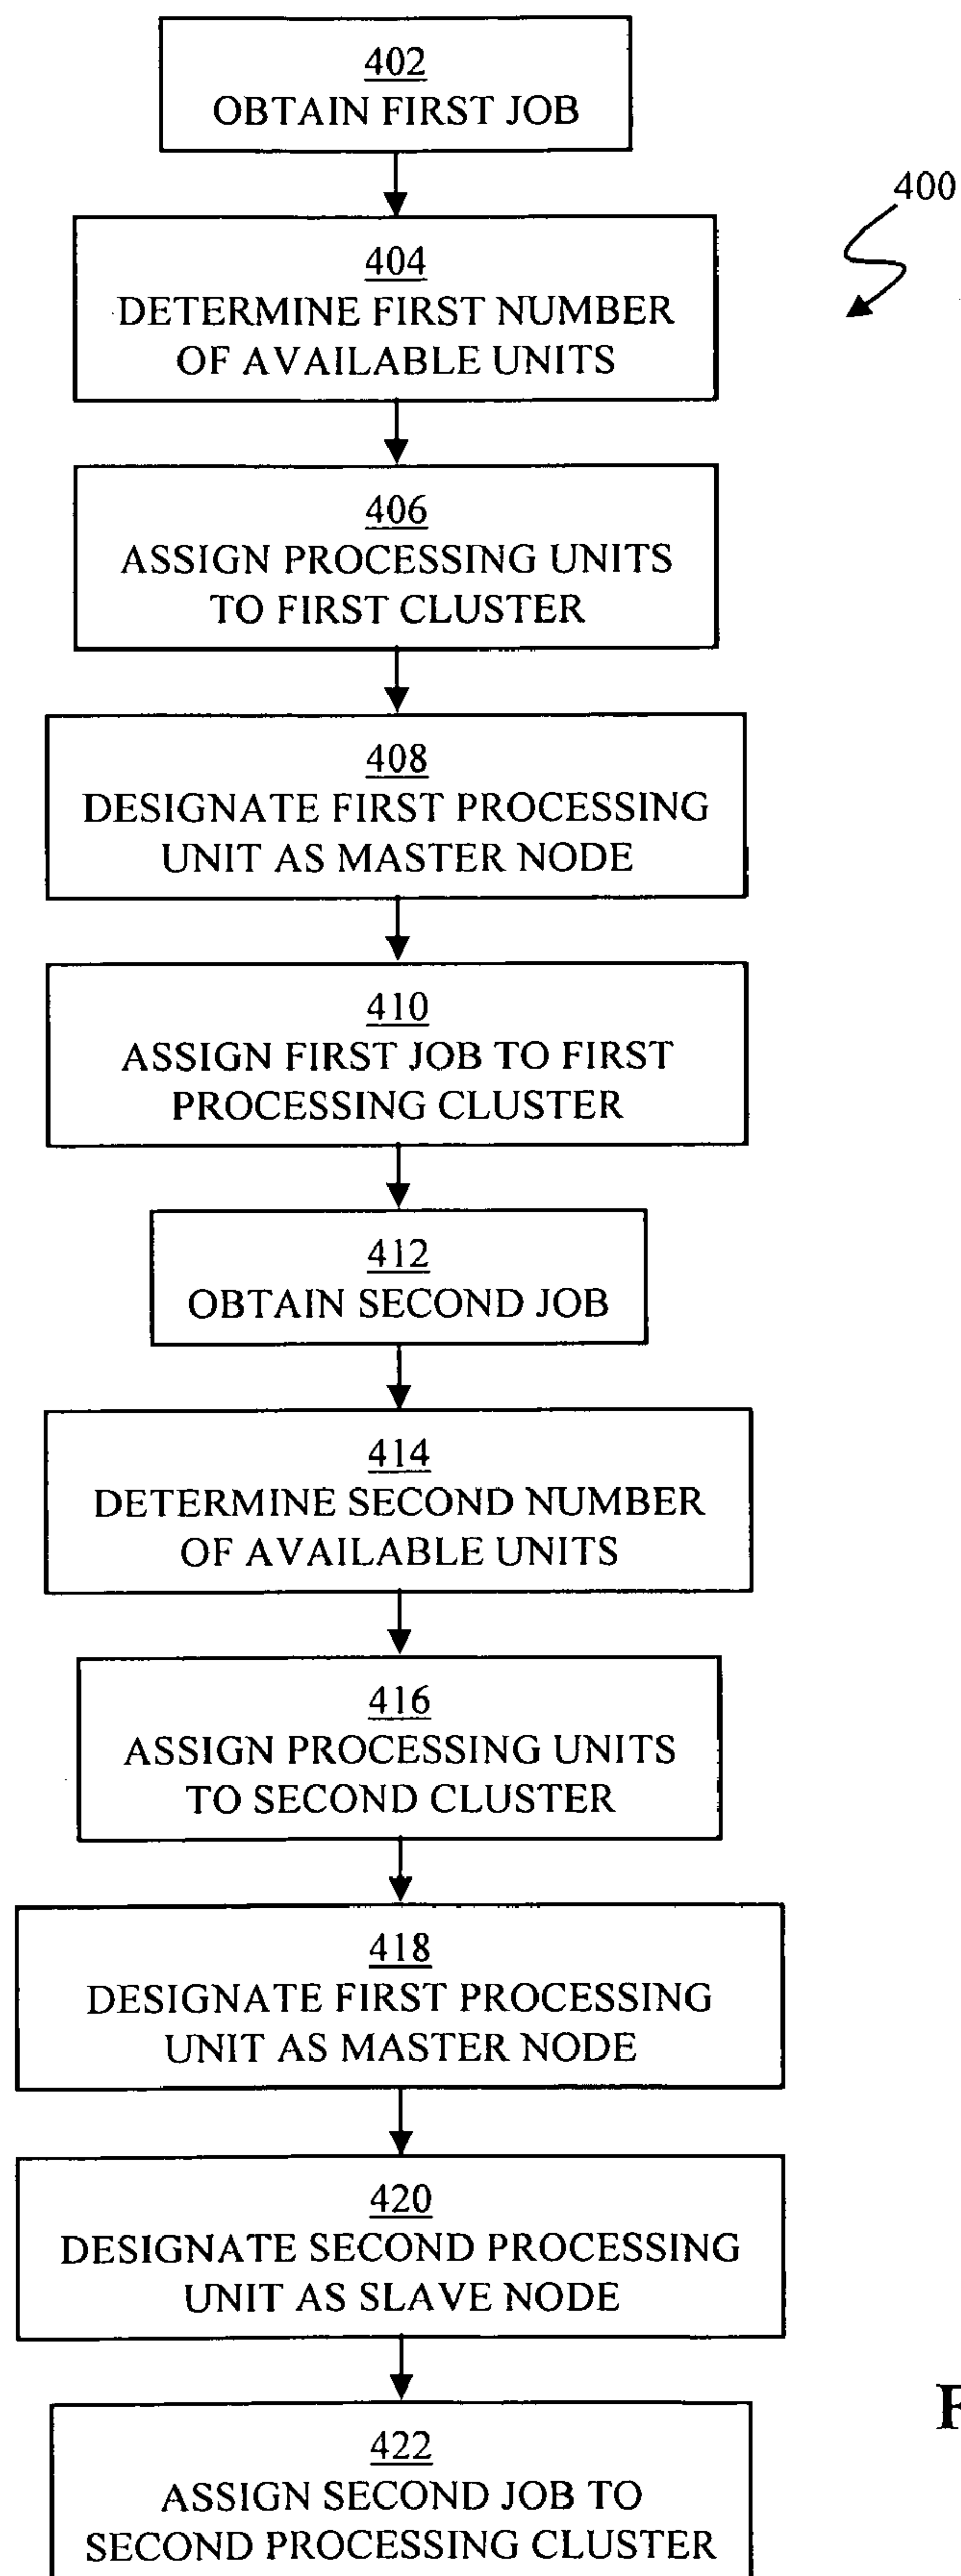 402
OBTAIN FIRST JOB
400
404
DETERMINE FIRST NUMBER
OF AVAILABLE UNITS
406
ASSIGN PROCESSING UNITS
TO FIRST CLUSTER
408
DESIGNATE FIRST PROCESSING
UNIT AS MASTER NODE
410
ASSIGN FIRST JOB TO FIRST
PROCESSING CLUSTER
412
OBTAIN SECOND JOB
414
DETERMINE SECOND NUMBER
OF AVAILABLE UNITS
416
ASSIGN PROCESSING UNITS
TO SECOND CLUSTER
418
DESIGNATE FIRST PROCESSING
UNIT AS MASTER NODE
420
DESIGNATE SECOND PROCESSING
UNIT AS SLAVE NODE
422
ASSIGN SECOND JOB TO
SECOND PROCESSING CLUSTER